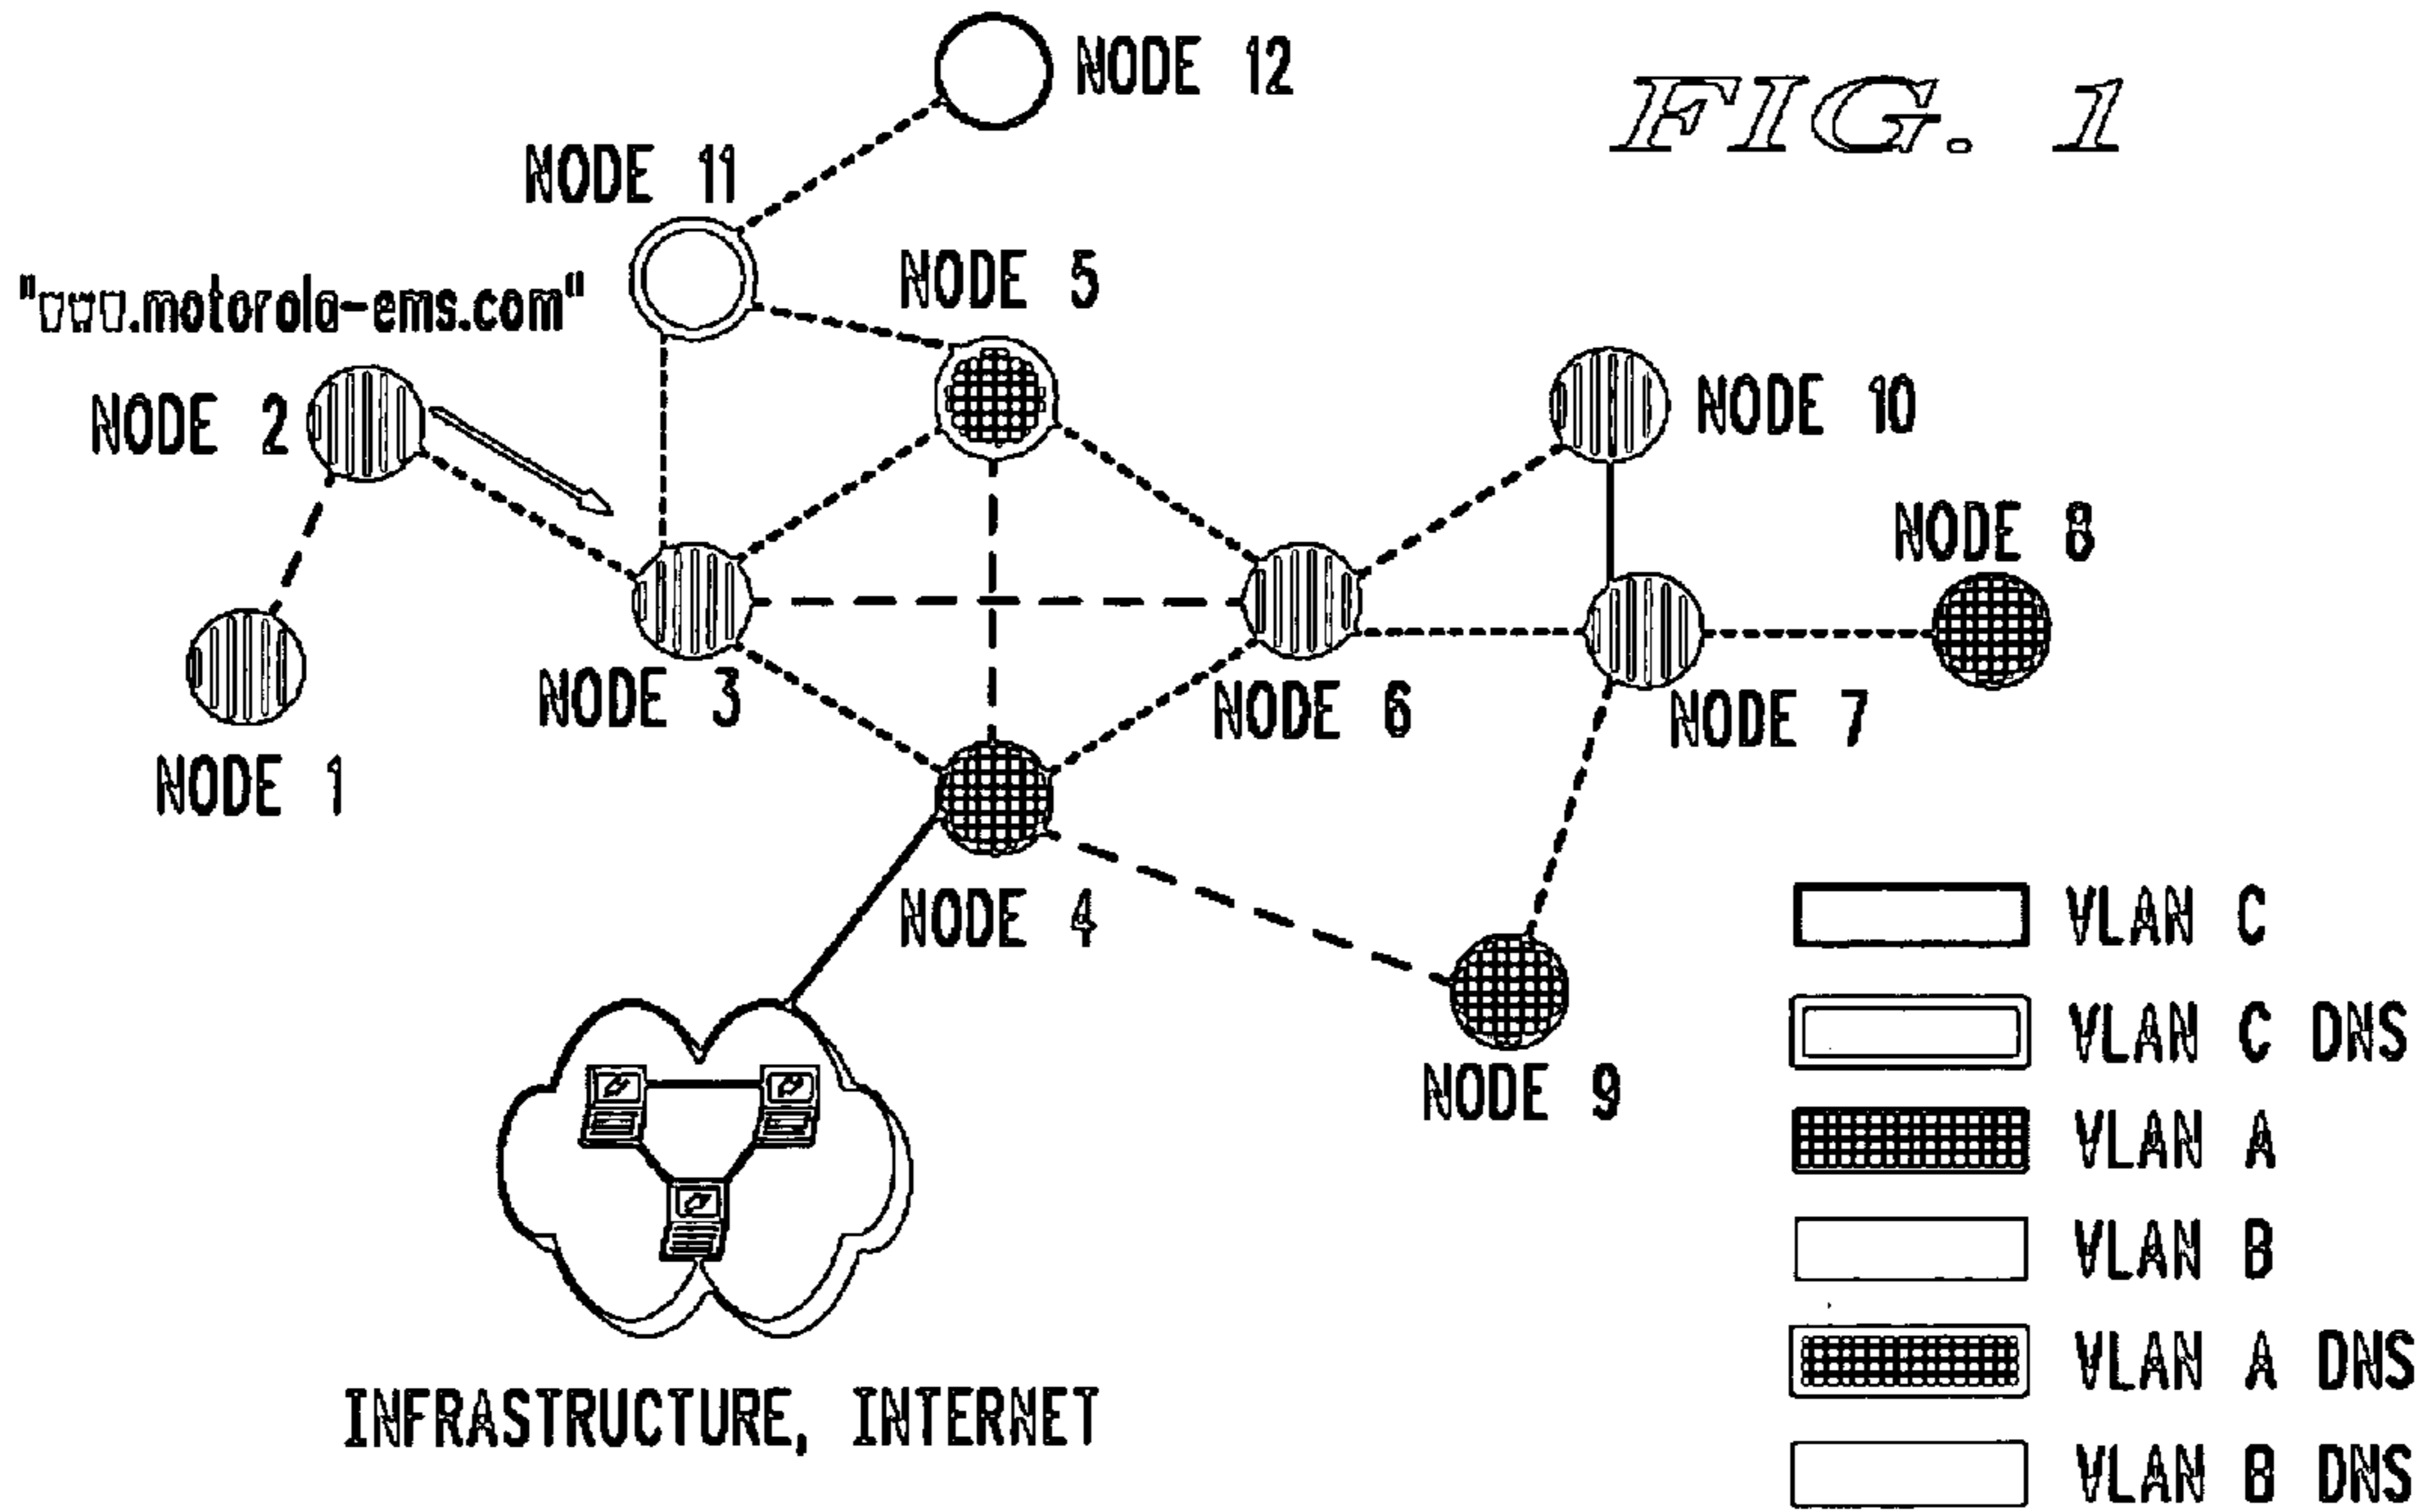 NODE 12
FIG. 1
NODE 11
NODE 5
"www.motorola-ems.com"
NODE 2
NODE 10
NODE 8
NODE 3
NODE 6
NODE 7
NODE 1
NODE 4
NODE 9
INFRASTRUCTURE, INTERNET
VLAN C
VLAN C DNS
VLAN A
VLAN B
VLAN A DNS
VLAN B DNS